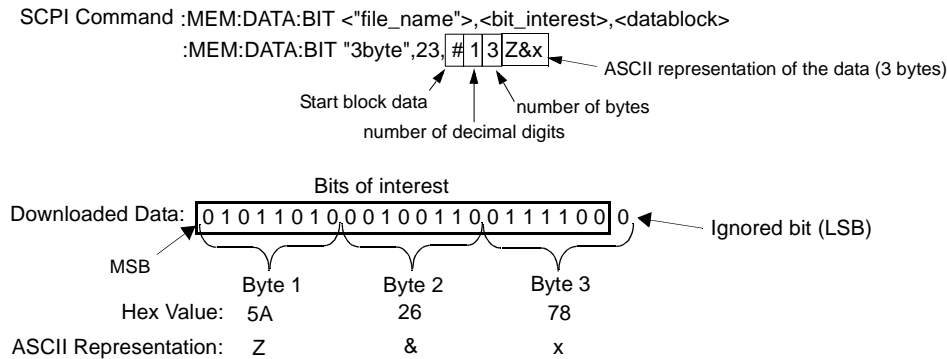 SCPI Command :MEM:DATA:BIT <"file_name">,<bit_interest>,<datablock>
:MEM:DATA:BIT "3byte",23, # 1 3 Z&x
ASCII representation of the data (3 bytes)
Start block data
number of bytes
number of decimal digits
Bits of interest
Downloaded Data: 0 1 0 1 1 0 1 0 0 0 1 0 0 1 1 0 0 1 1 1 1 0 0 0
Ignored bit (LSB)
MSB
Byte 1 Byte 2 Byte 3
Hex Value: 5A 26 78
ASCII Representation: Z & x